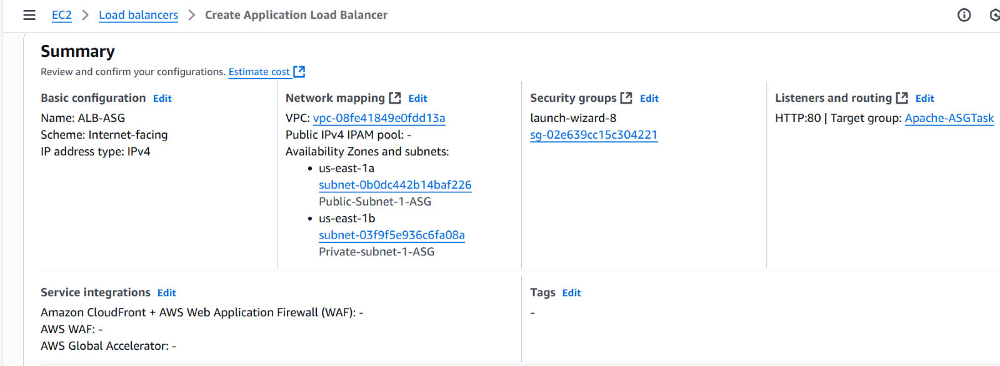 EC2 > Load balancers > Create Application Load Balancer
Summary
Review and confirm your configurations. Estimate cost
Basic configuration Edit
Name: ALB-ASG
Scheme: Internet-facing
IP address type: IPv4
Network mapping Edit
VPC: vpc-08fe41849e0fdd13a
Public IPv4 IPAM pool: -
Availability Zones and subnets:
• us-east-1a
subnet-0b0dc442b14baf226
Public-Subnet-1-ASG
• us-east-1b
subnet-03f9f5e936c6fa08a
Private-subnet-1-ASG
Security groups Edit
launch-wizard-8
sg-02e639cc15c304221
Listeners and routing Edit
HTTP:80 | Target group: Apache-ASGTask
Service integrations Edit
Amazon CloudFront + AWS Web Application Firewall (WAF): -
AWS WAF: -
AWS Global Accelerator: -
Tags Edit
-